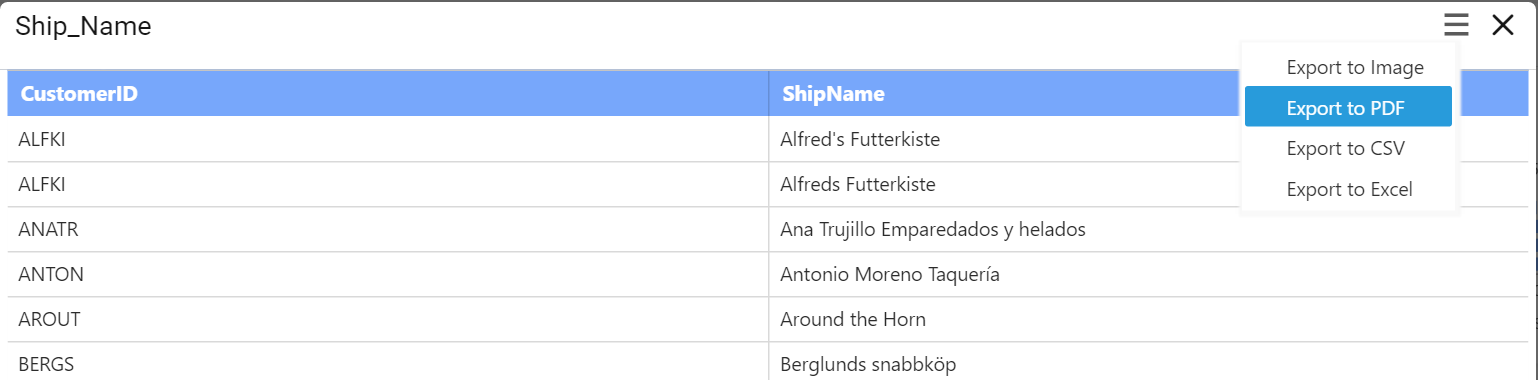 Ship_Name
Export to Image
CustomerID ShipName Export to PDF
ALFKI Alfred's Futterkiste Export to CSV
ALFKI Alfreds Futterkiste Export to Excel
ANATR Ana Trujillo Emparedados y helados
ANTON Antonio Moreno Taquería
AROUT Around the Horn
BERGS Berglunds snabbköp